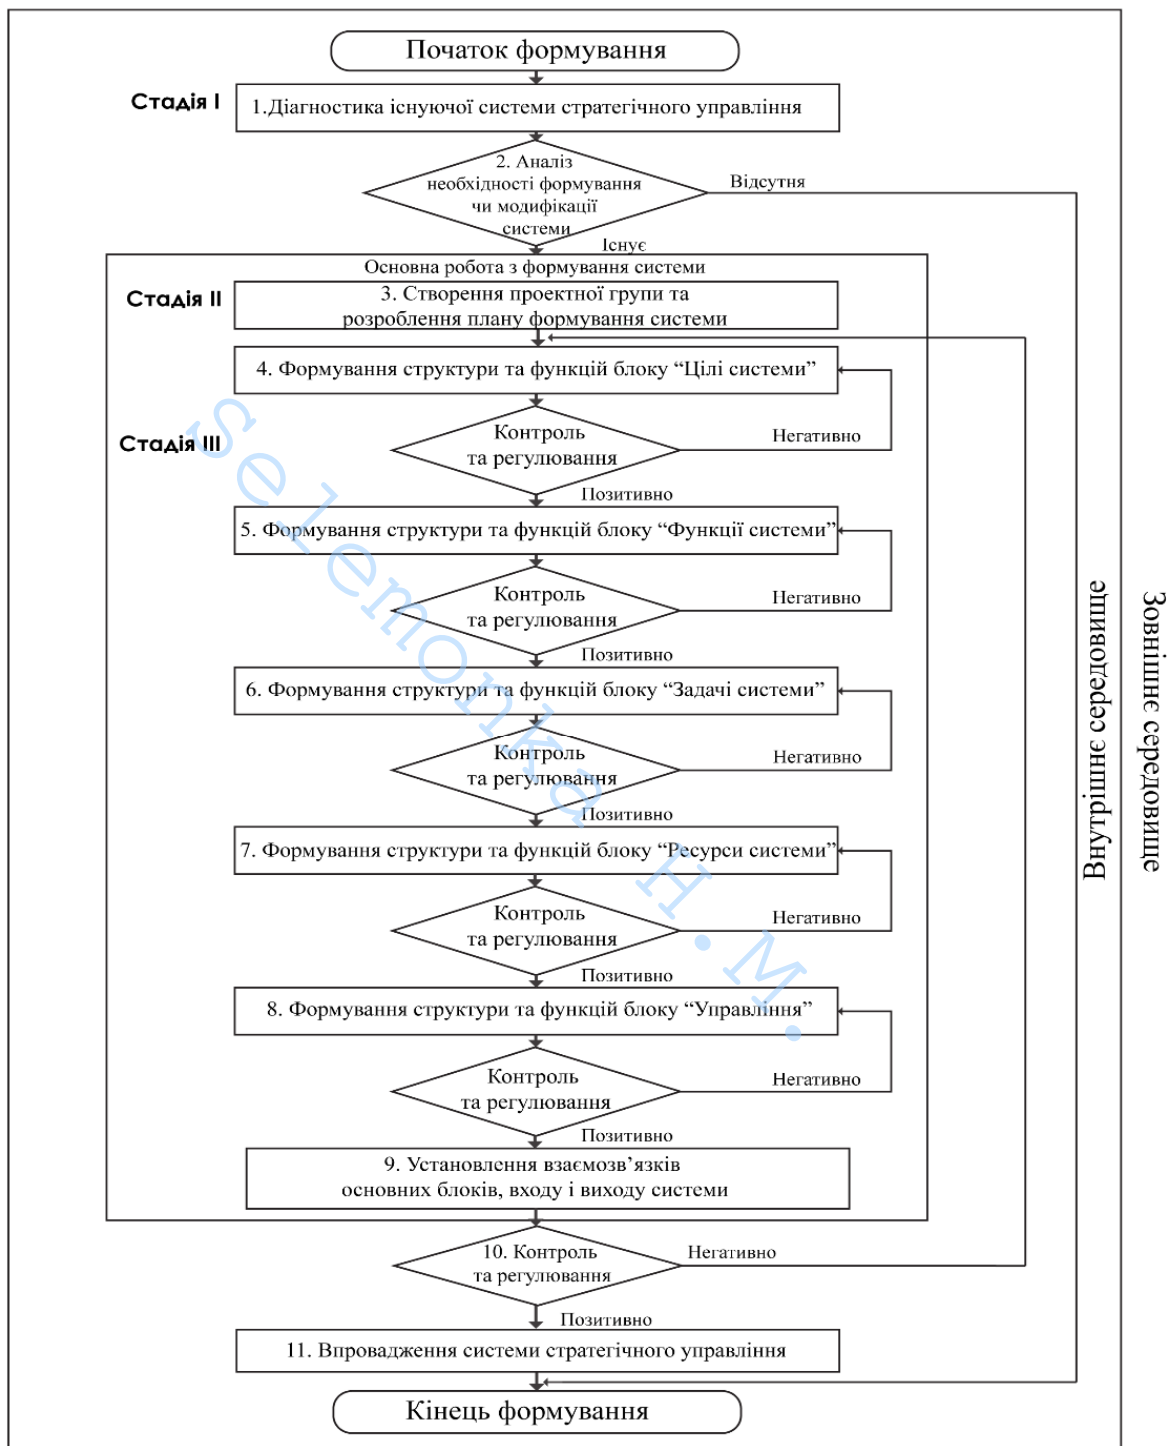 Початок формування
Стадія I
1.Діагностика існуючої системи стратегічного управління
2. Аналіз
необхідності формування
чи модифікації
системи
Відсутня
Існує
Основна робота з формування системи
Стадія II
3. Створення проектної групи та
розроблення плану формування системи
4. Формування структури та функцій блоку “Цілі системи”
Стадія III
Контроль
та регулювання
Негативно
Позитивно
5. Формування структури та функцій блоку “Функції системи”
Контроль
та регулювання
Негативно
Позитивно
6. Формування структури та функцій блоку “Задачі системи”
Контроль
та регулювання
Негативно
Позитивно
7. Формування структури та функцій блоку “Ресурси системи”
Контроль
та регулювання
Негативно
Позитивно
8. Формування структури та функцій блоку “Управління”
Контроль
та регулювання
Негативно
Позитивно
9. Установлення взаємозв’язків
основних блоків, входу і виходу системи
10. Контроль
та регулювання
Негативно
Позитивно
11. Впровадження системи стратегічного управління
Кінець формування
Внутрішнє середовище
Зовнішнє середовище
selemonka H.M.